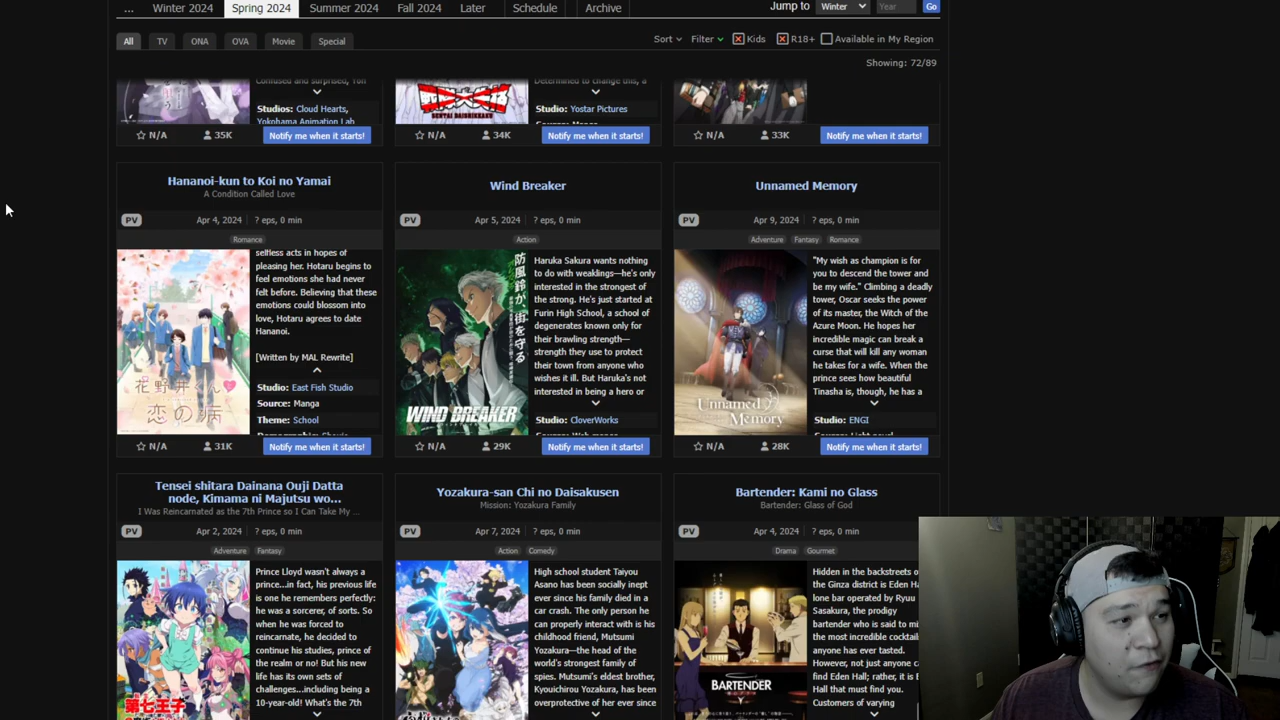 ... Winter 2024 Spring 2024 Summer 2024 Fall 2024 Later Schedule Archive Jump to Winter Year Go
All TV ONA OVA Movie Special Sort Filter Kids R18+ Available in My Region
Showing: 72/89
Studios: Cloud Hearts,
Yokohama Animation Lab
N/A 35K Notify me when it starts!
Determined to change this, a
Studio: Yostar Pictures
N/A 34K Notify me when it starts!
N/A 33K Notify me when it starts!
Hananoi-kun to Koi no Yamai
A Condition Called Love
PV Apr 4, 2024 ? eps, 0 min
Romance
selfless acts in hopes of
pleasing her. Hotaru begins to
feel emotions she had never
felt before. Believing that these
emotions could blossom into
love, Hotaru agrees to date
Hananoi.
[Written by MAL Rewrite]
Studio: East Fish Studio
Source: Manga
Theme: School
花野井くんと
恋の病
N/A 31K Notify me when it starts!
Wind Breaker
PV Apr 5, 2024 ? eps, 0 min
Action
Haruka Sakura wants nothing
to do with weaklings—he's only
interested in the strongest of
the strong. He's just started at
Furin High School, a school of
degenerates known only for
their brawling strength—
strength they use to protect
their town from anyone who
wishes it ill. But Haruka's not
interested in being a hero or
Studio: CloverWorks
防風鈴が、街を守る
WIND BREAKER
N/A 29K Notify me when it starts!
Unnamed Memory
PV Apr 9, 2024 ? eps, 0 min
Adventure Fantasy Romance
"My wish as champion is for
you to descend the tower and
be my wife." Climbing a deadly
tower, Oscar seeks the power
of its master, the Witch of the
Azure Moon. He hopes her
incredible magic can break a
curse that will kill any woman
he takes for a wife. When the
prince sees how beautiful
Tinasha is, though, he has a
Studio: ENGI
Unnamed
Memory
N/A 28K Notify me when it starts!
Tensei shitara Dainana Ouji Datta
node, Kimama ni Majutsu wo...
I Was Reincarnated as the 7th Prince so I Can Take My ...
PV Apr 2, 2024 ? eps, 0 min
Adventure Fantasy
Prince Lloyd wasn't always a
prince...in fact, his previous life
is one he remembers perfectly:
he was a sorcerer, of sorts. So
when he was forced to
reincarnate, he decided to
continue his studies, prince of
the realm or no! But his new
life has its own sets of
challenges...including being a
10-year-old! What's the 7th
第七王子
Yozakura-san Chi no Daisakusen
Mission: Yozakura Family
PV Apr 7, 2024 ? eps, 0 min
Action Comedy
High school student Taiyou
Asano has been socially inept
ever since his family died in a
car crash. The only person he
can properly interact with is his
childhood friend, Mutsumi
Yozakura—the head of the
world's strongest family of
spies. Mutsumi's eldest brother,
Kyouichirou Yozakura, has been
overprotective of her ever since
Bartender: Kami no Glass
Bartender: Glass of God
PV Apr 4, 2024 ? eps, 0 min
Drama Gourmet
Hidden in the backstreets o
the Ginza district is Eden Ha
lone bar operated by Ryuu
Sasakura, the prodigy
bartender who is said to mi
the most incredible cocktail
anyone has ever tasted.
However, not just anyone c
find Eden Hall; rather, it is E
Hall that must find you.
Customers of varying
BARTENDER